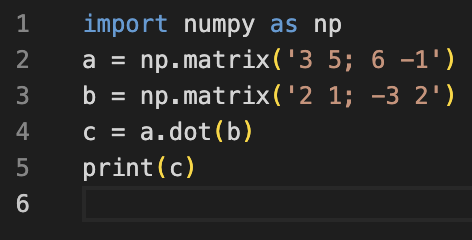 1 import numpy as np
2 a = np.matrix('3 5; 6 -1')
3 b = np.matrix('2 1; -3 2')
4 c = a.dot(b)
5 print(c)
6